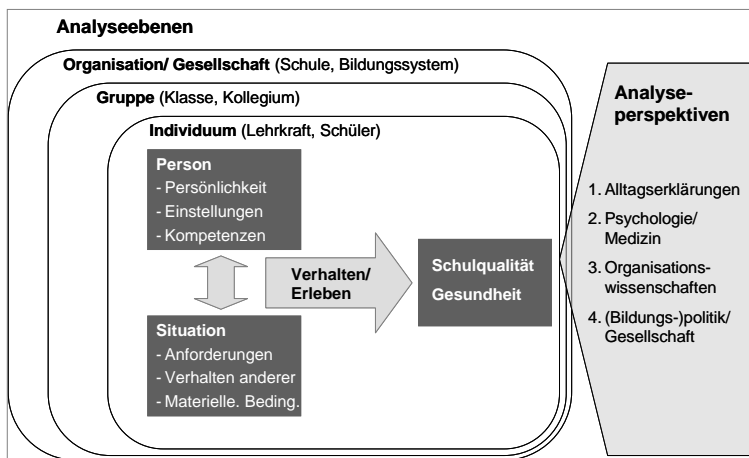 Analyseebenen
Organisation/ Gesellschaft (Schule, Bildungssystem)
Gruppe (Klasse, Kollegium)
Individuum (Lehrkraft, Schüler)
Person
- Persönlichkeit
- Einstellungen
- Kompetenzen
Situation
- Anforderungen
- Verhalten anderer
- Materielle. Beding..
Verhalten/
Erleben
Schulqualität
Gesundheit
Analyse-
perspektiven
1. Alltagserklärungen
2. Psychologie/
Medizin
3. Organisations-
wissenschaften
4. (Bildungs-)politik/
Gesellschaft